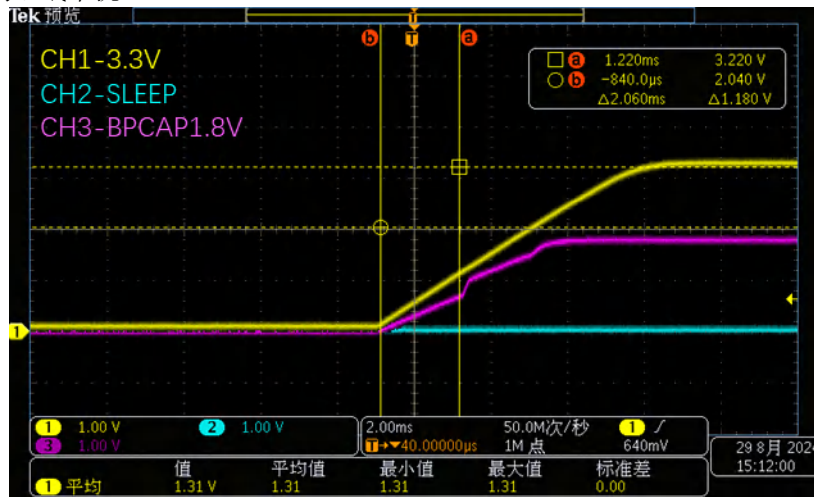 Tek 预览
T
b T a
CH1-3.3V
CH2-SLEEP
CH3-BPCAP1.8V
a 1.220ms 3.220 V
b -840.0µs 2.040 V
△2.060ms △1.180 V
1
1 1.00 V 2 1.00 V
3 1.00 V
2.00ms 50.0M次/秒 1
T→▼40.00000µs 1M 点 640mV
值 平均值 最小值 最大值 标准差
1 平均 1.31 V 1.31 1.31 1.31 0.00
29 8月 2024
15:12:00